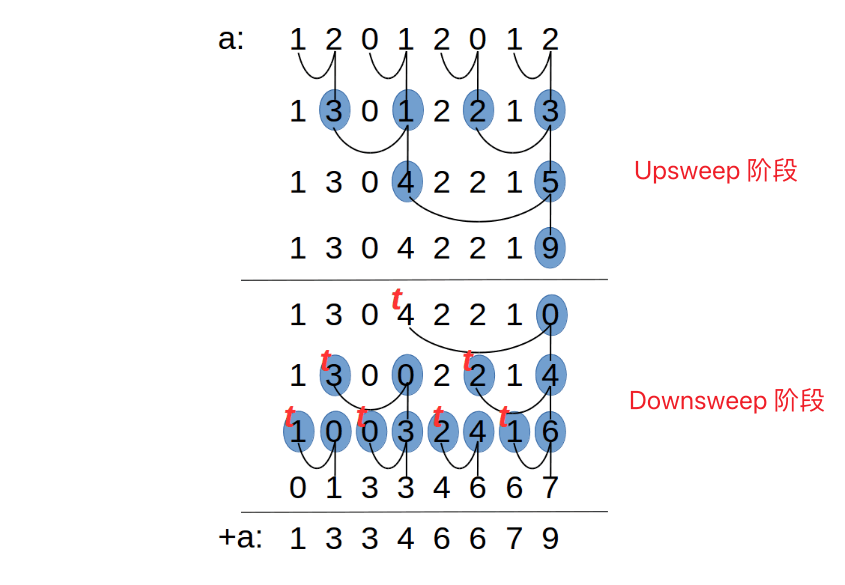 a: 1 2 0 1 2 0 1 2
1 3 0 1 2 2 1 3
1 3 0 4 2 2 1 5
Upsweep 阶段
1 3 0 4 2 2 1 9
t
1 3 0 4 2 2 1 0
t t
1 3 0 0 2 2 1 4
Downsweep 阶段
t t t t
1 0 0 3 2 4 1 6
0 1 3 3 4 6 6 7
+a: 1 3 3 4 6 6 7 9